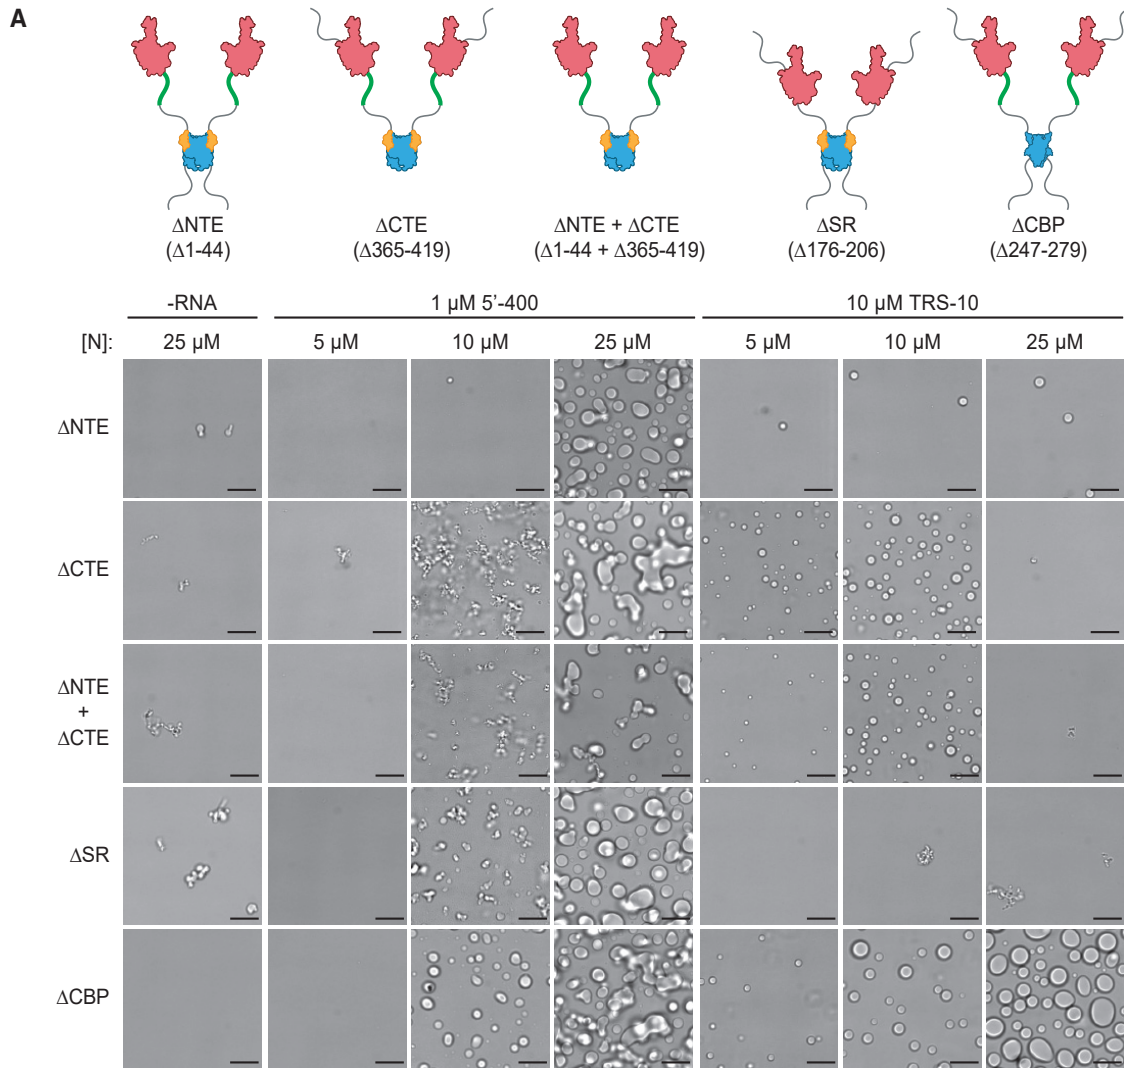 A
ΔNTE ΔCTE ΔNTE + ΔCTE ΔSR ΔCBP
(Δ1-44) (Δ365-419) (Δ1-44 + Δ365-419) (Δ176-206) (Δ247-279)
-RNA 1 μM 5’-400 10 μM TRS-10
[N]: 25 μM 5 μM 10 μM 25 μM 5 μM 10 μM 25 μM
ΔNTE
ΔCTE
ΔNTE
+
ΔCTE
ΔSR
ΔCBP